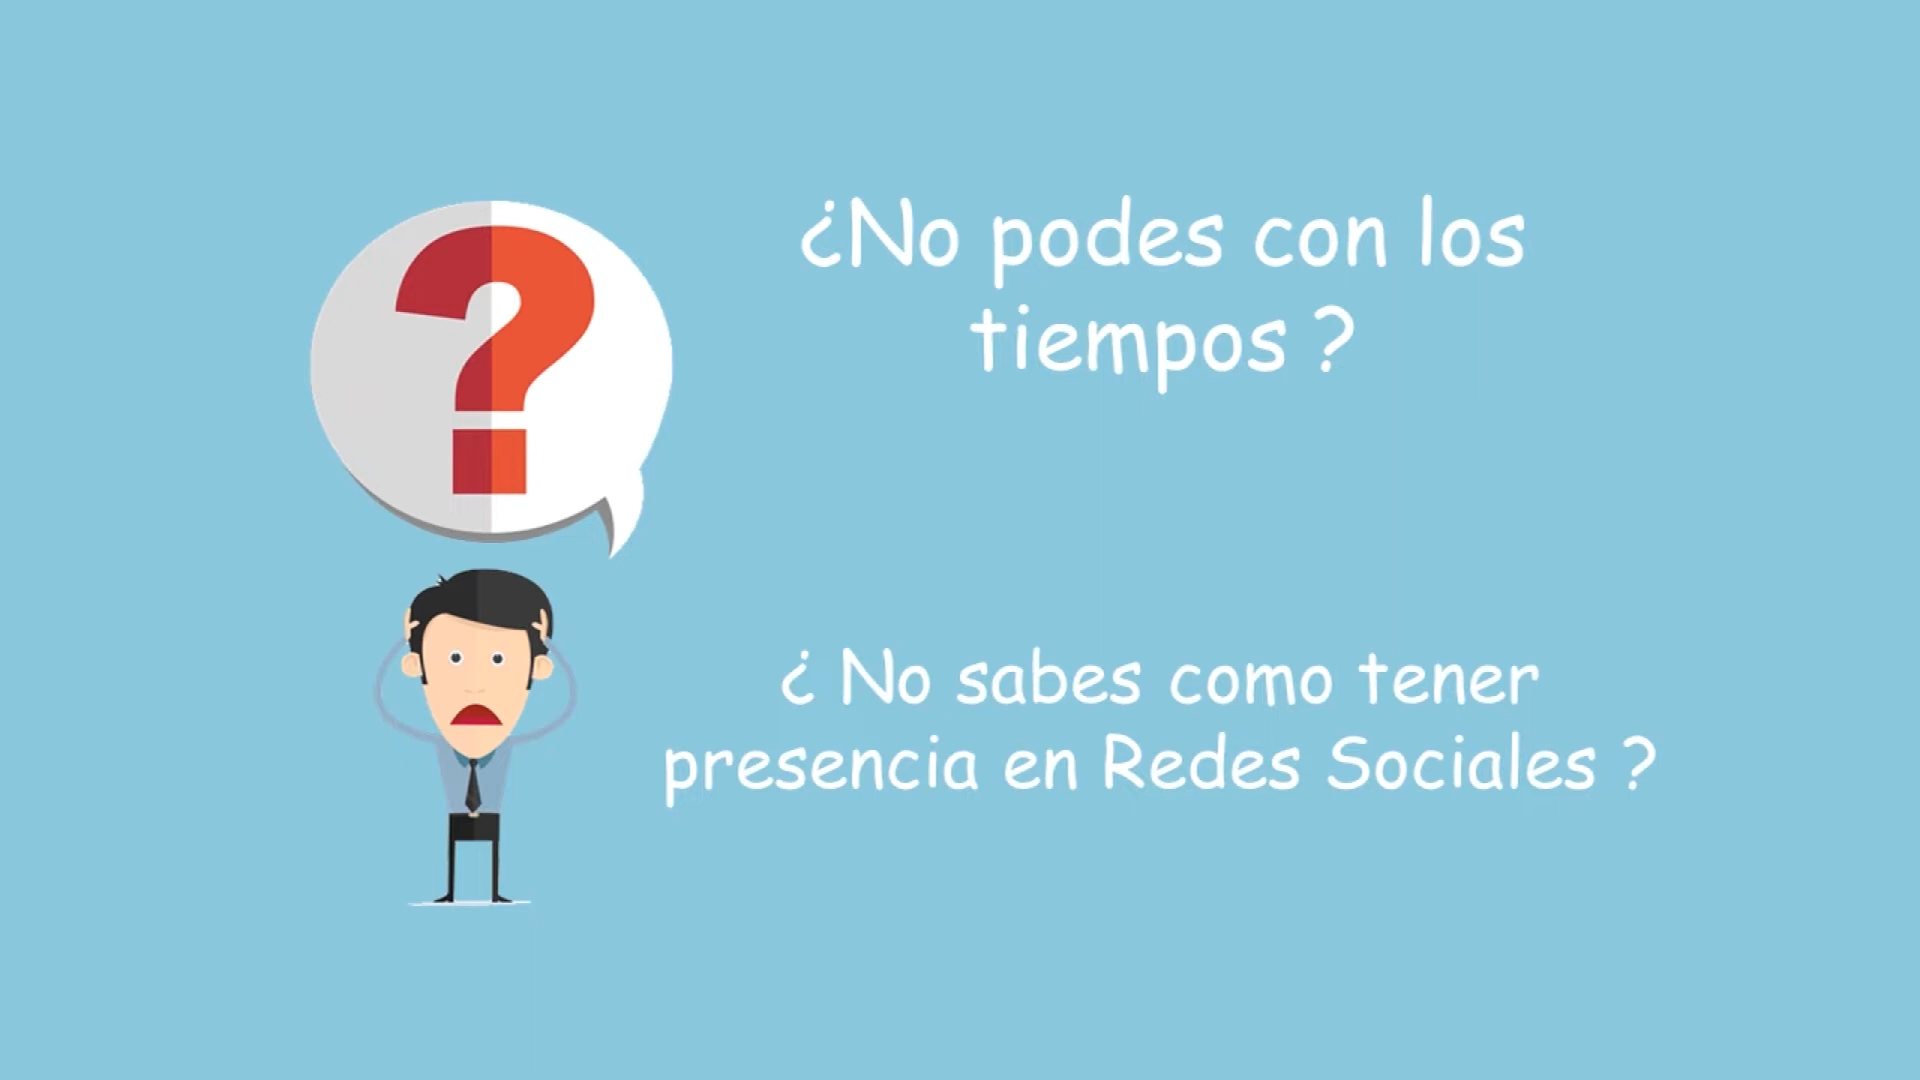 ¿No podes con los
tiempos ?
¿ No sabes como tener
presencia en Redes Sociales ?